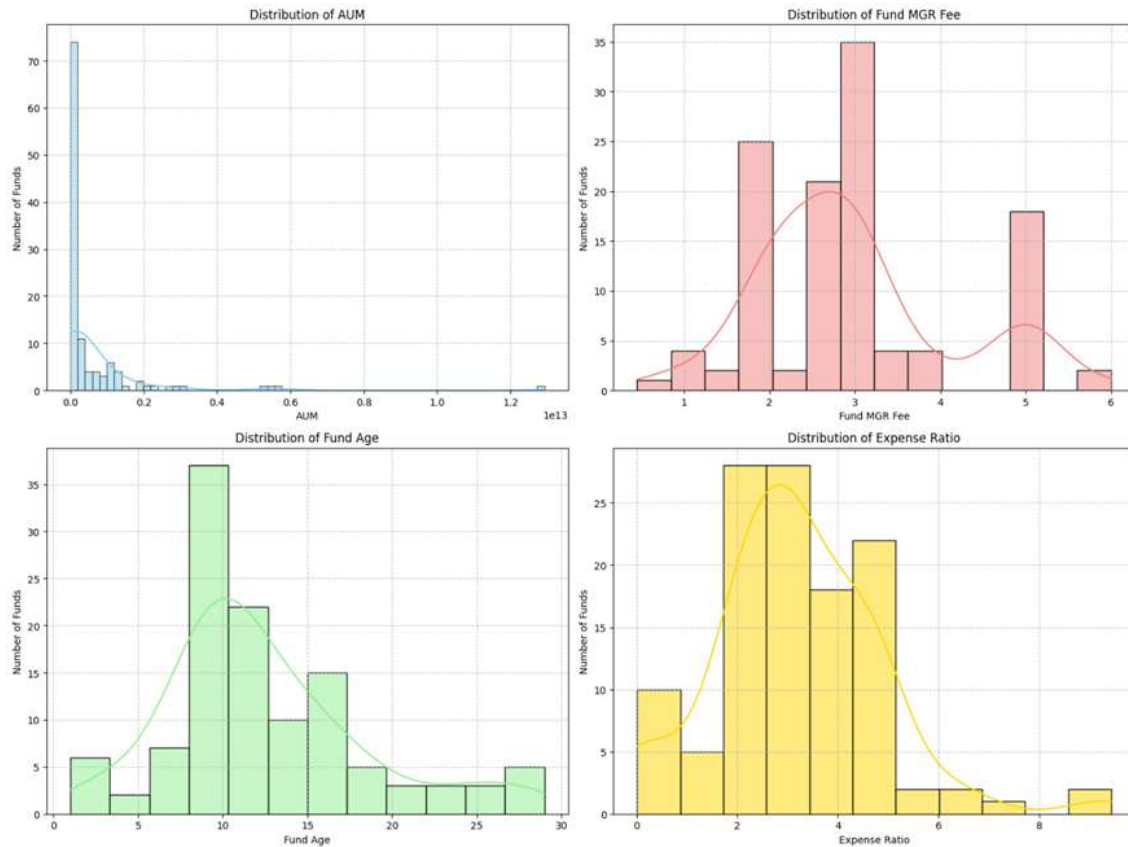 Distribution of AUM
Number of Funds
70
60
50
40
30
20
10
0
0.0 0.2 0.4 0.6 0.8 1.0 1.2
1e13
AUM
Distribution of Fund MGR Fee
Number of Funds
35
30
25
20
15
10
5
0
1 2 3 4 5 6
Fund MGR Fee
Distribution of Fund Age
Number of Funds
35
30
25
20
15
10
5
0
0 5 10 15 20 25 30
Fund Age
Distribution of Expense Ratio
Number of Funds
25
20
15
10
5
0
0 2 4 6 8
Expense Ratio